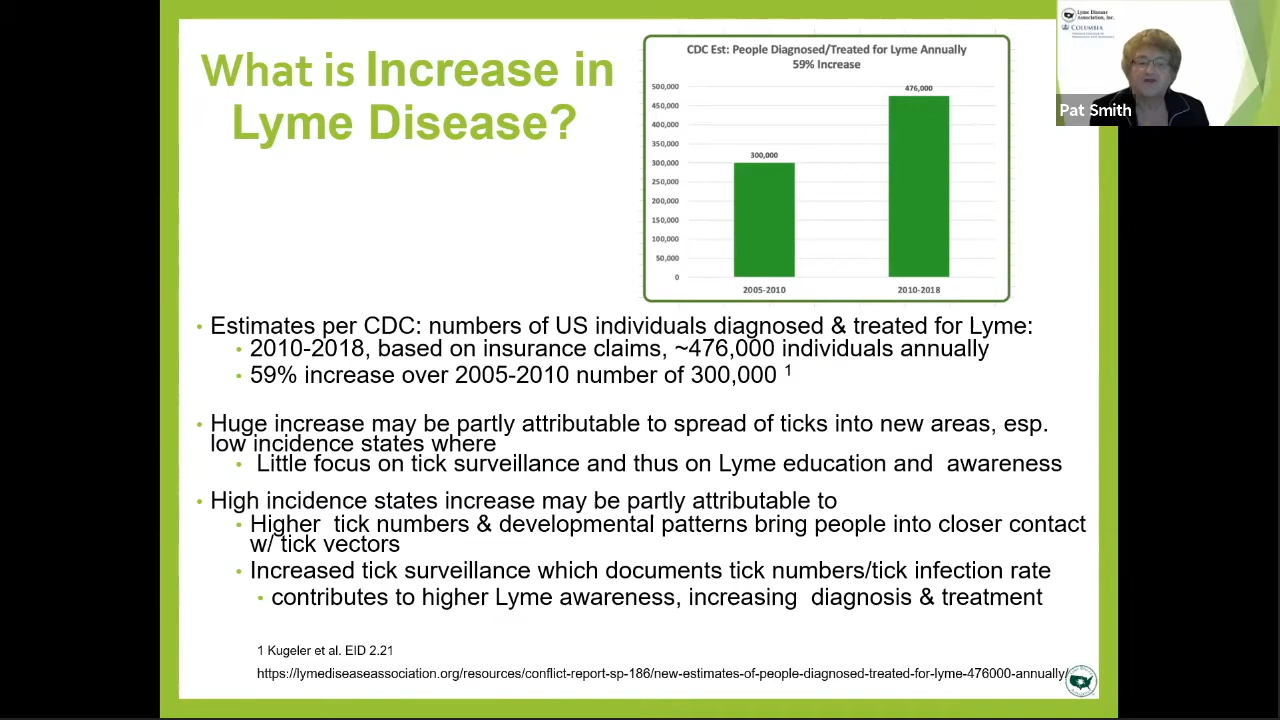 What is Increase in
Lyme Disease?
CDC Est: People Diagnosed/Treated for Lyme Annually
59% Increase
500,000
450,000
400,000
350,000
300,000
250,000
200,000
150,000
100,000
50,000
0
300,000
476,000
2005-2010
2010-2018
Lyme Disease
Association, Inc.
COLUMBIA
Pat Smith
• Estimates per CDC: numbers of US individuals diagnosed & treated for Lyme:
• 2010-2018, based on insurance claims, ~476,000 individuals annually
• 59% increase over 2005-2010 number of 300,000 1
• Huge increase may be partly attributable to spread of ticks into new areas, esp.
low incidence states where
• Little focus on tick surveillance and thus on Lyme education and awareness
• High incidence states increase may be partly attributable to
• Higher tick numbers & developmental patterns bring people into closer contact
w/ tick vectors
• Increased tick surveillance which documents tick numbers/tick infection rate
• contributes to higher Lyme awareness, increasing diagnosis & treatment
1 Kugeler et al. EID 2.21
https://lymediseaseassociation.org/resources/conflict-report-sp-186/new-estimates-of-people-diagnosed-treated-for-lyme-476000-annually/